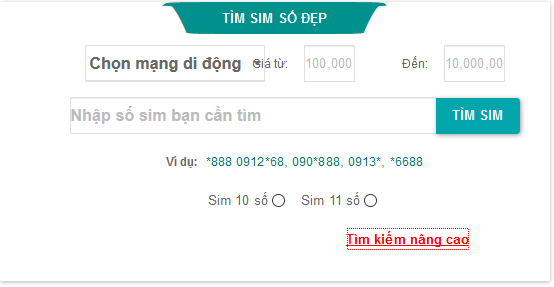 TÌM SIM SỐ ĐẸP
Chọn mạng di động Giá từ: 100,000 Đến: 10,000,00
Nhập số sim bạn cần tìm TÌM SIM
Ví dụ: *888 0912*68, 090*888, 0913*, *6688
Sim 10 số Sim 11 số
Tìm kiếm nâng cao